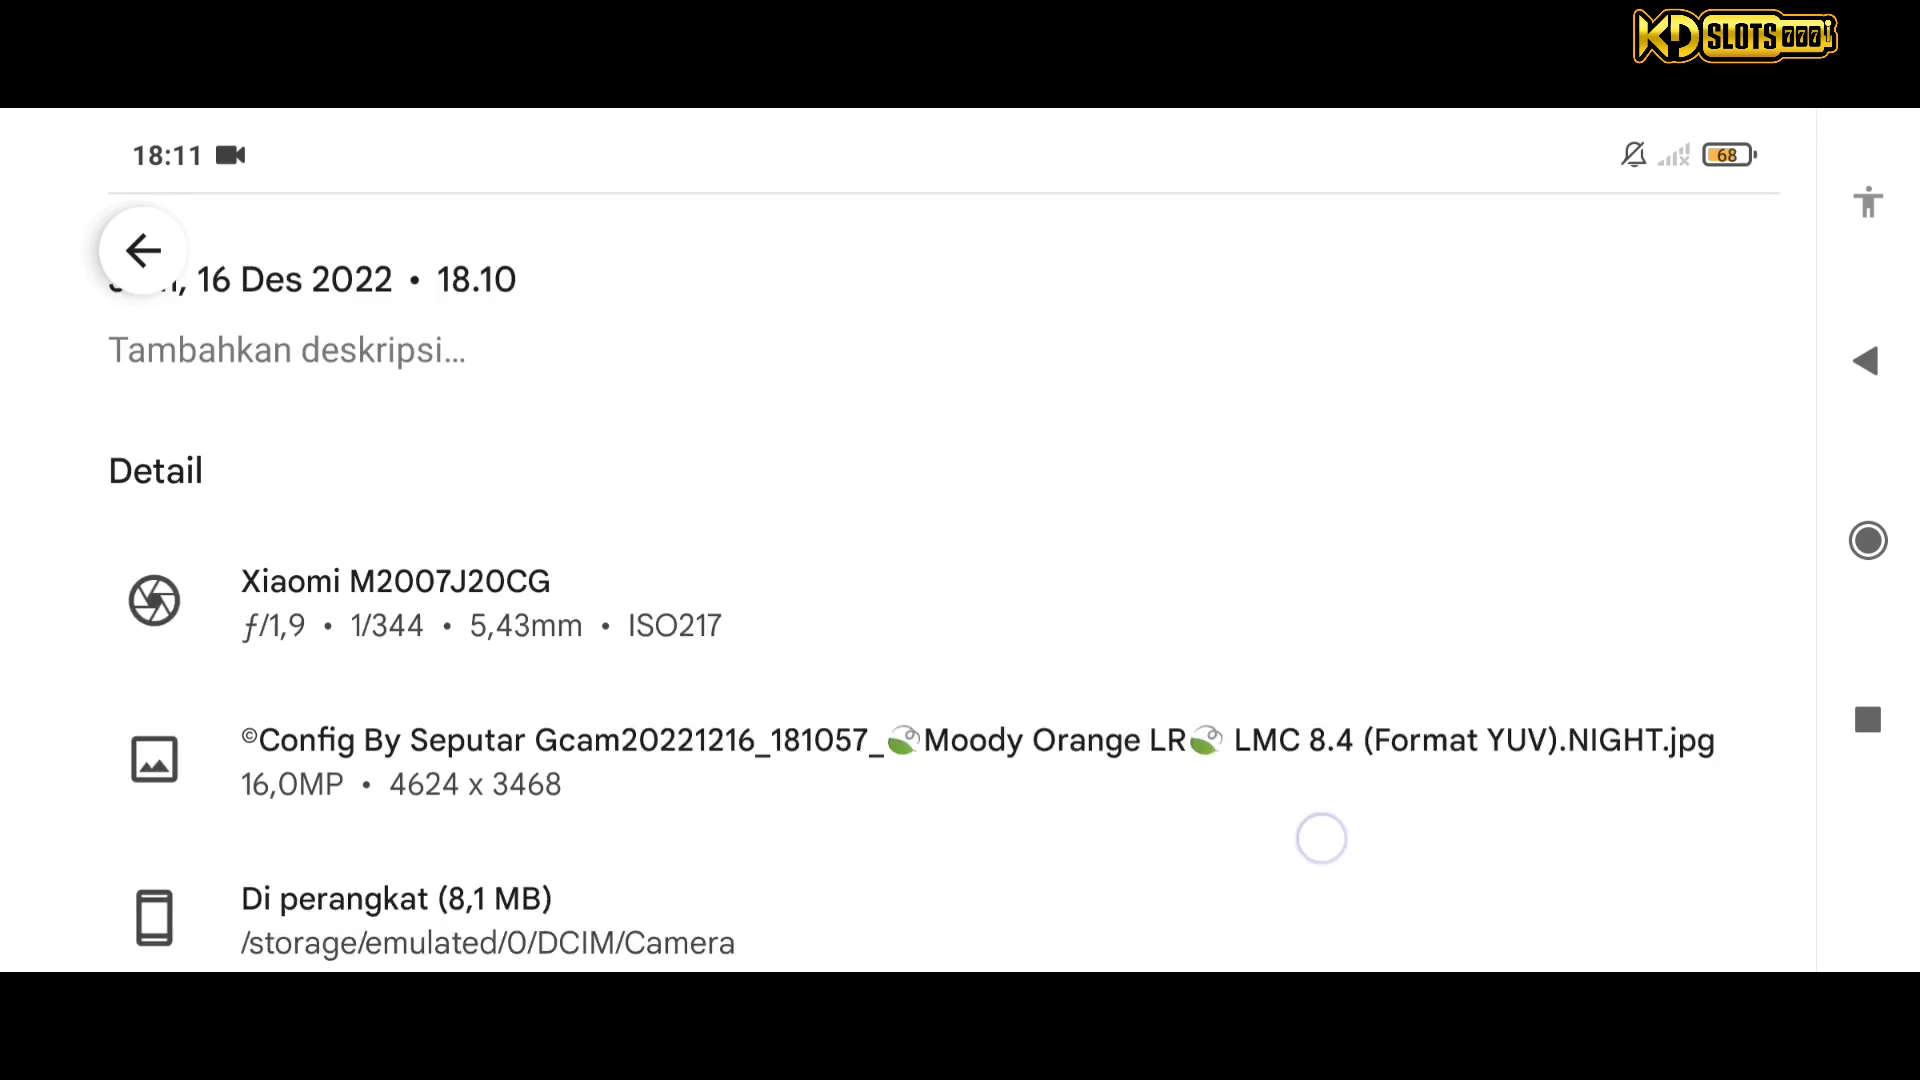 KD SLOTS777
18:11
68
, 16 Des 2022 • 18.10
Tambahkan deskripsi...
Detail
Xiaomi M2007J20CG
ƒ/1,9 • 1/344 • 5,43mm • ISO217
©Config By Seputar Gcam20221216_181057_🍃Moody Orange LR🍃 LMC 8.4 (Format YUV).NIGHT.jpg
16,0MP • 4624 x 3468
Di perangkat (8,1 MB)
/storage/emulated/0/DCIM/Camera